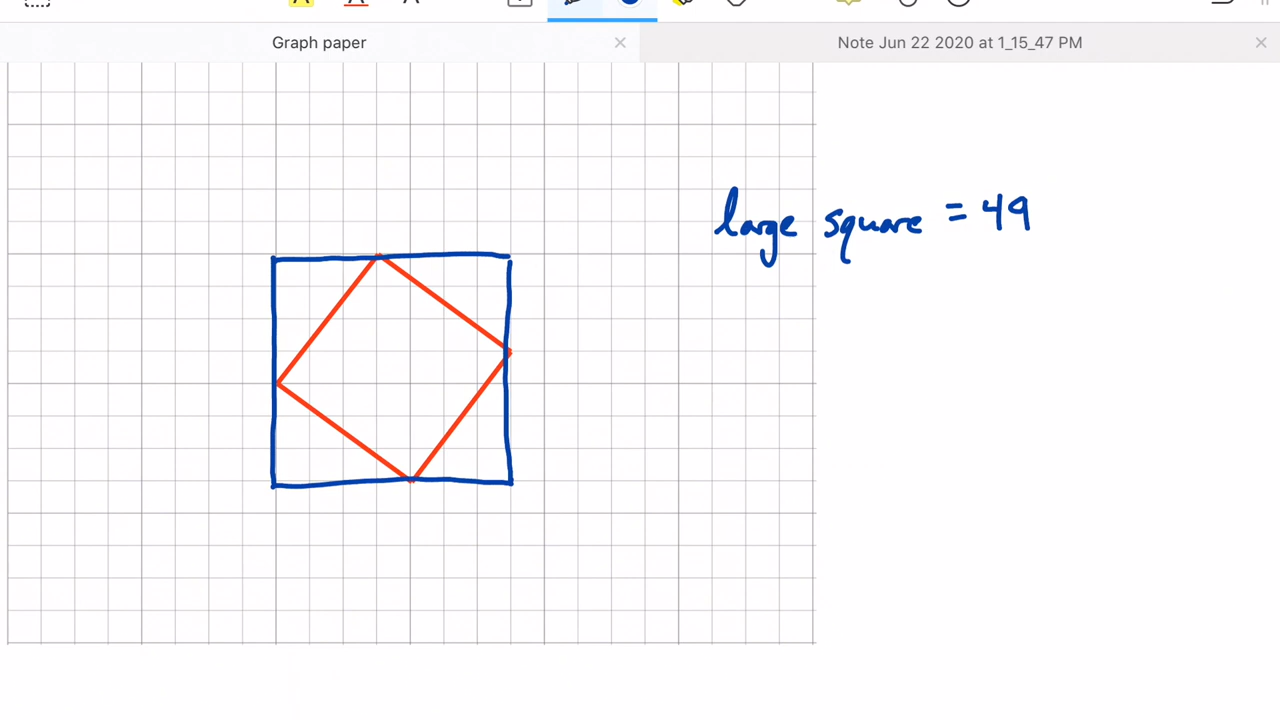 Graph paper
Note Jun 22 2020 at 1_15_47 PM
large square = 49